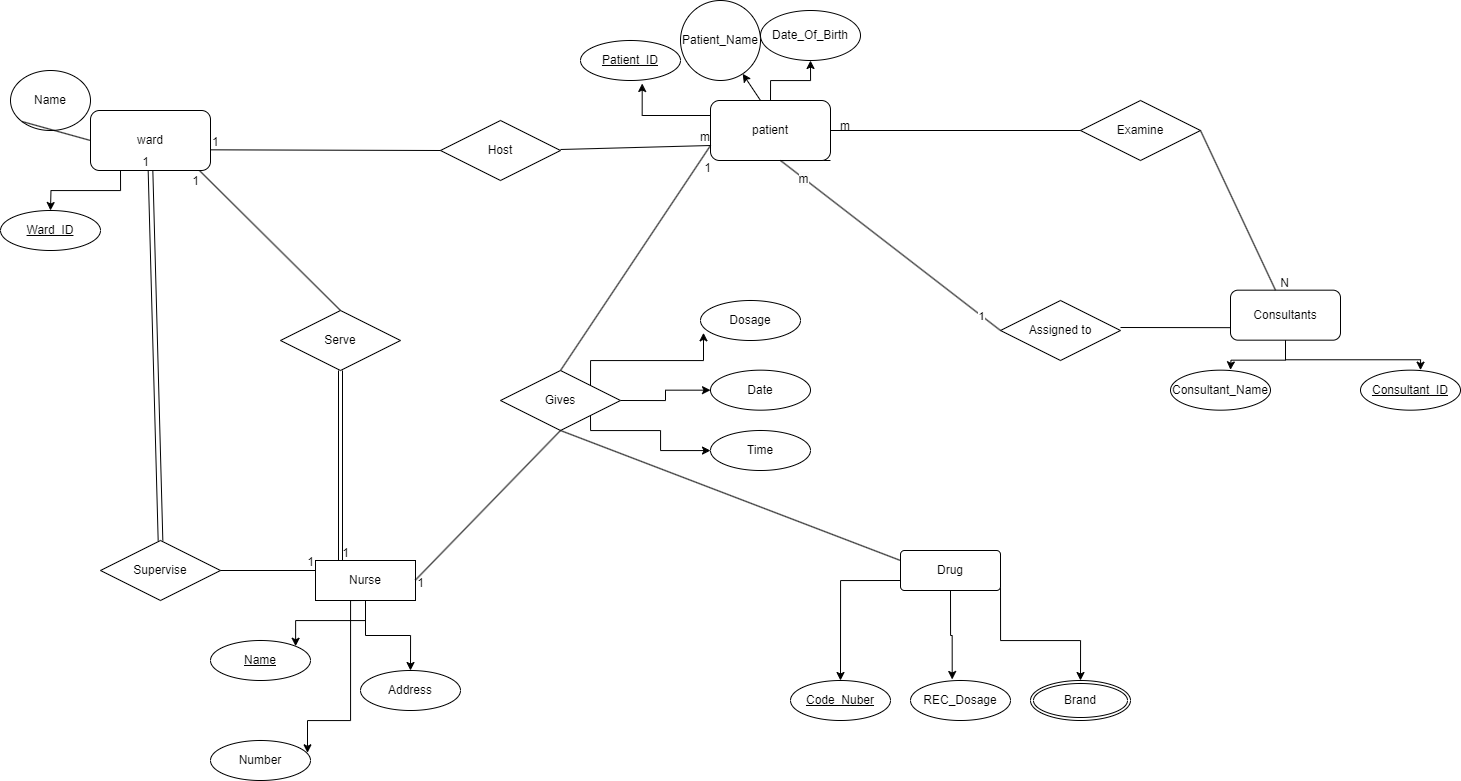 Patient_Name
Date_Of_Birth
Patient_ID
Name
ward
1
1
1
Host
m
patient
1
m
m
Examine
Ward_ID
N
Consultants
1
Assigned to
Dosage
Serve
Consultant_Name
Consultant_ID
Gives
Date
Time
Supervise
1
1
Nurse
1
Drug
Name
Address
Number
Code_Nuber
REC_Dosage
Brand